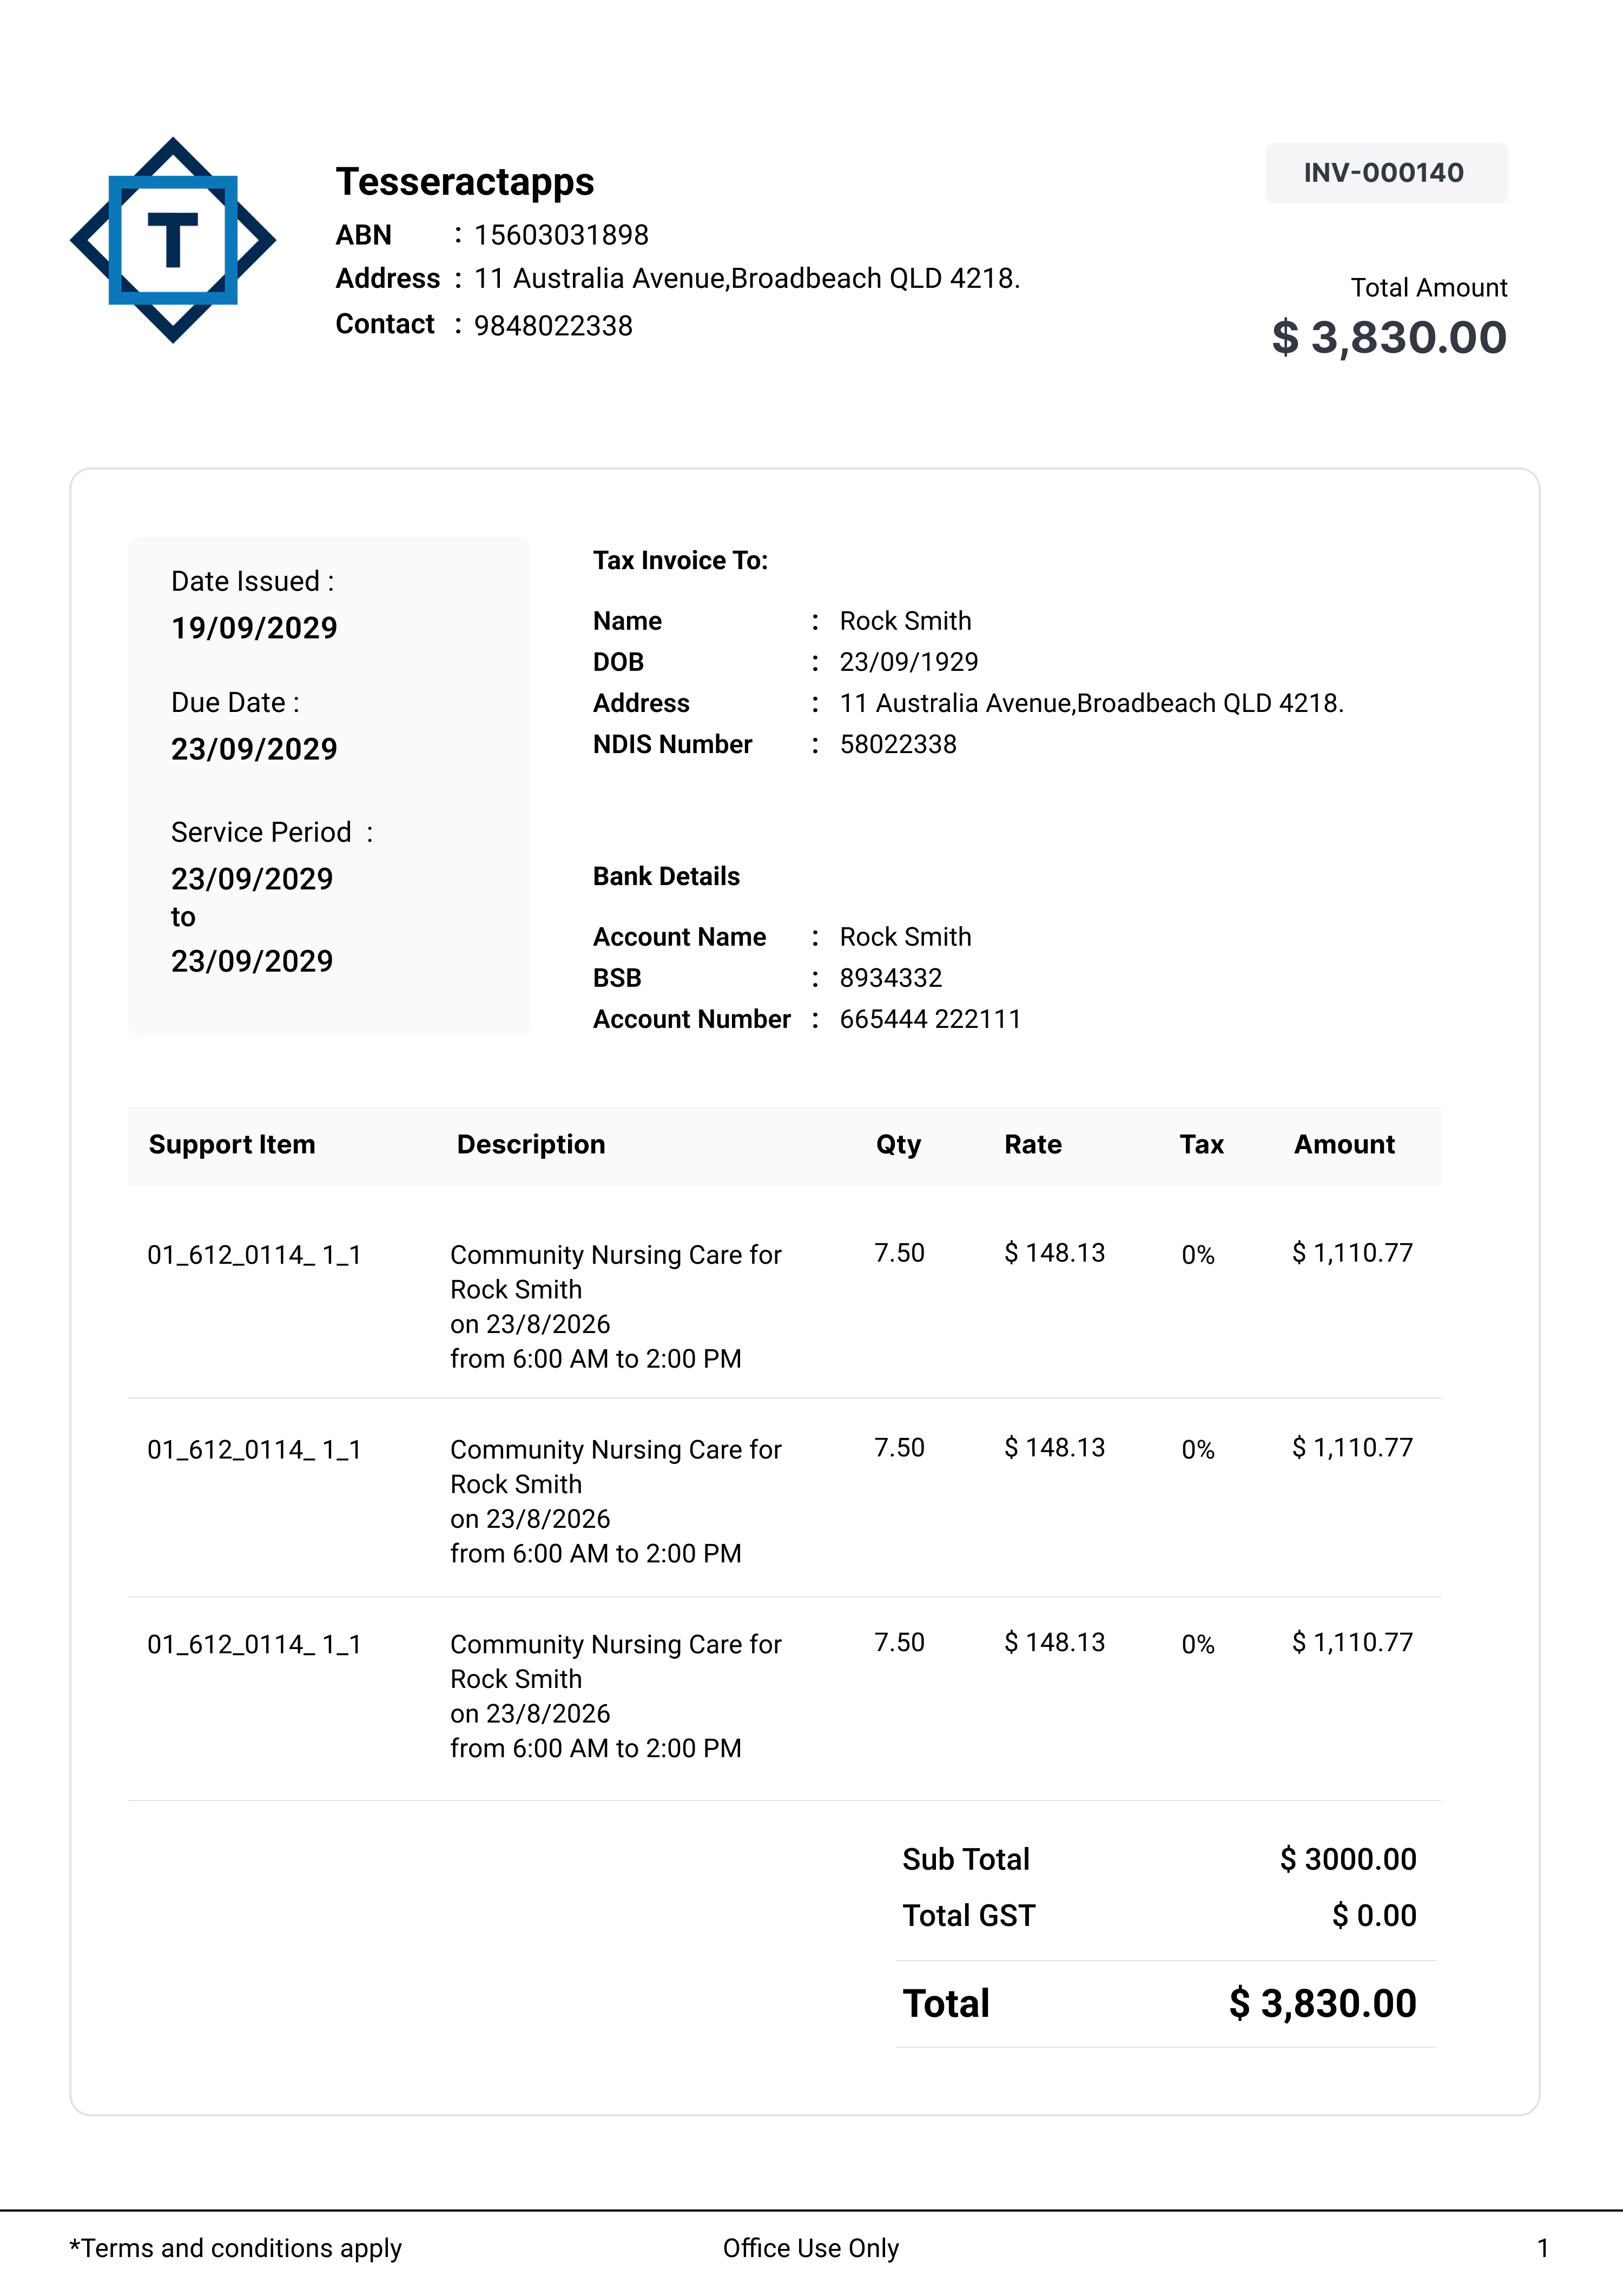 T
Tesseractapps
ABN : 15603031898
Address : 11 Australia Avenue,Broadbeach QLD 4218.
Contact : 9848022338
INV-000140
Total Amount
$ 3,830.00
Date Issued :
19/09/2029
Due Date :
23/09/2029
Service Period :
23/09/2029
to
23/09/2029
Tax Invoice To:
Name : Rock Smith
DOB : 23/09/1929
Address : 11 Australia Avenue,Broadbeach QLD 4218.
NDIS Number : 58022338
Bank Details
Account Name : Rock Smith
BSB : 8934332
Account Number : 665444 222111
Support Item Description Qty Rate Tax Amount
01_612_0114_ 1_1 Community Nursing Care for 7.50 $ 148.13 0% $ 1,110.77
Rock Smith
on 23/8/2026
from 6:00 AM to 2:00 PM
01_612_0114_ 1_1 Community Nursing Care for 7.50 $ 148.13 0% $ 1,110.77
Rock Smith
on 23/8/2026
from 6:00 AM to 2:00 PM
01_612_0114_ 1_1 Community Nursing Care for 7.50 $ 148.13 0% $ 1,110.77
Rock Smith
on 23/8/2026
from 6:00 AM to 2:00 PM
Sub Total $ 3000.00
Total GST $ 0.00
Total $ 3,830.00
*Terms and conditions apply Office Use Only 1